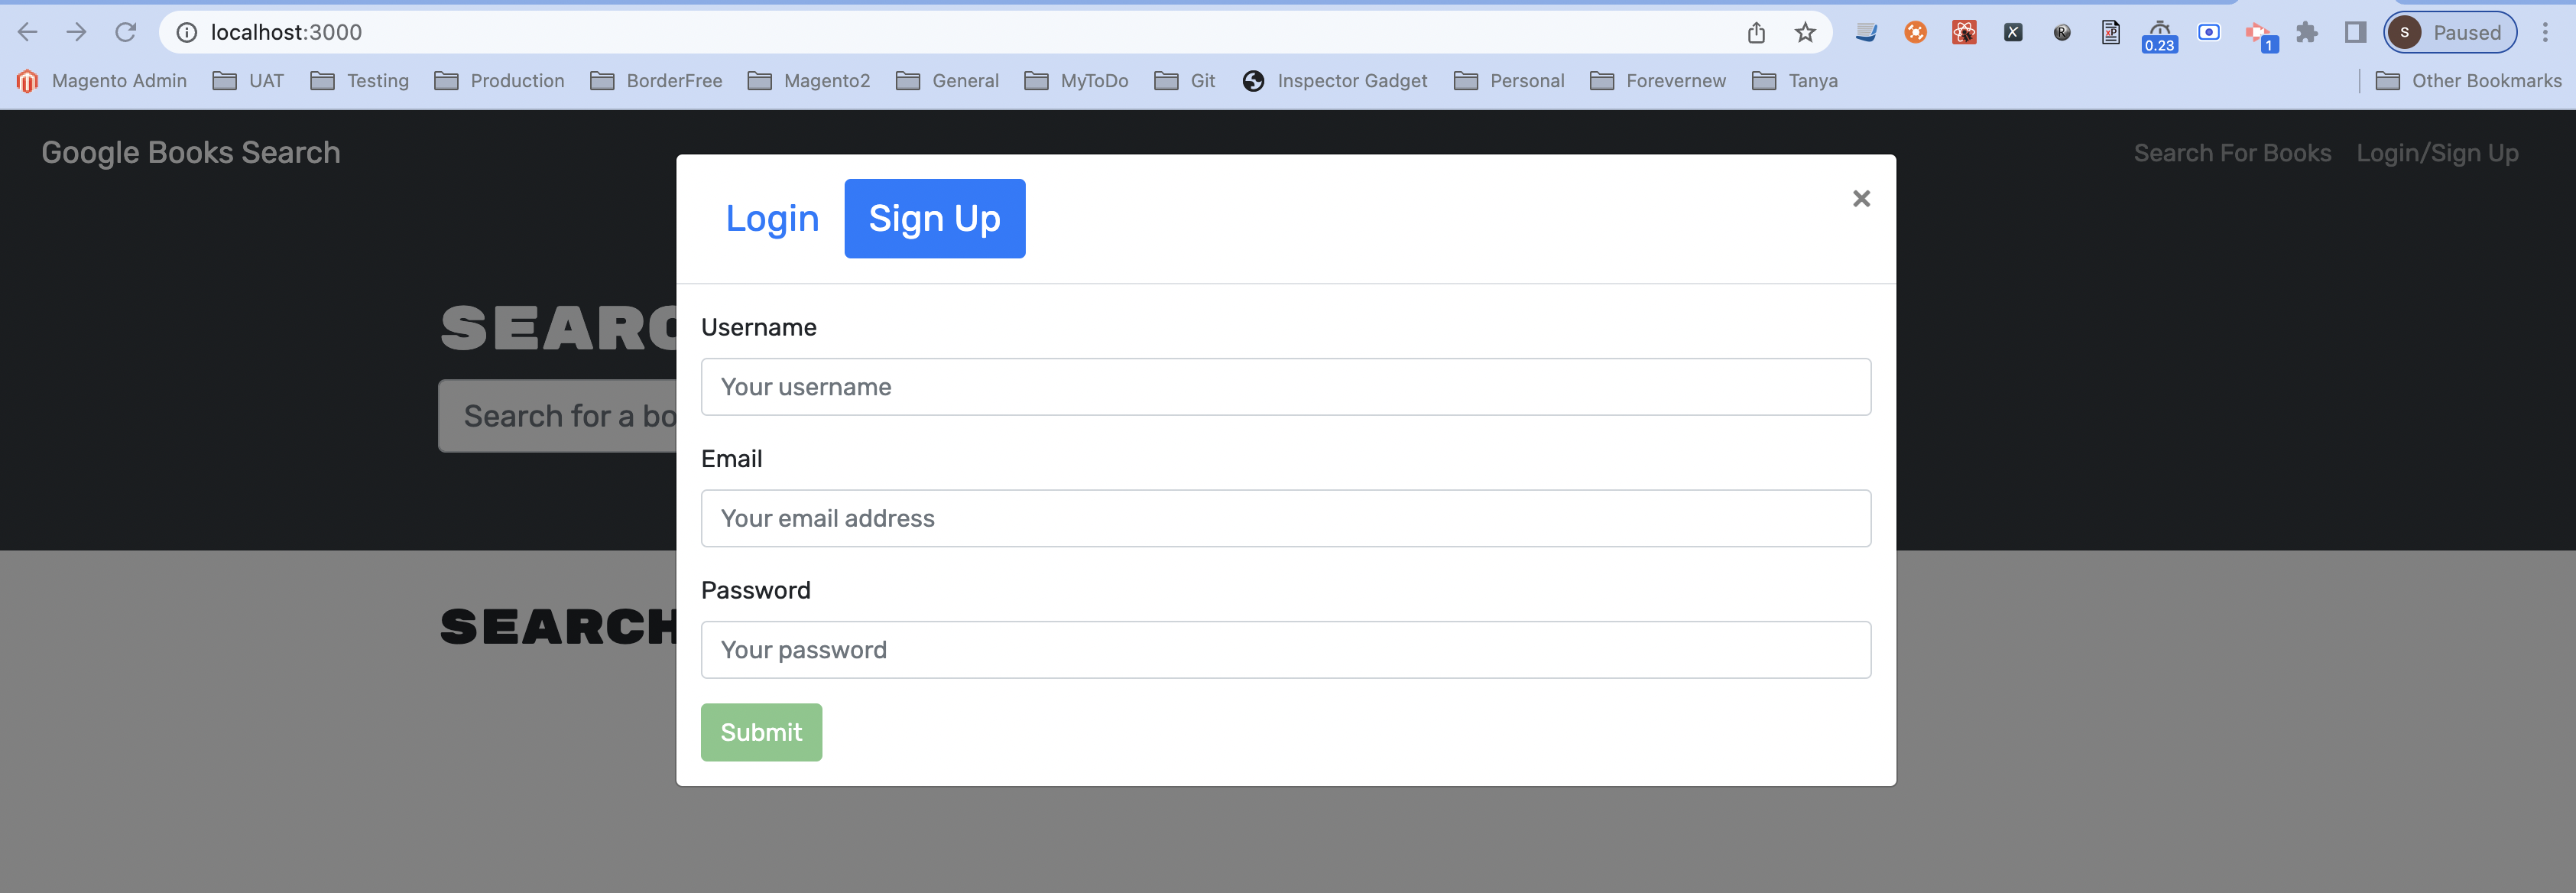 localhost:3000
0.23
1
S
Paused
Magento Admin UAT Testing Production BorderFree Magento2 General MyToDo Git Inspector Gadget Personal Forevernew Tanya Other Bookmarks
Google Books Search
Search For Books Login/Sign Up
Login Sign Up
×
SEARC
Username
Your username
Search for a bo
Email
Your email address
Password
SEARCH
Your password
Submit